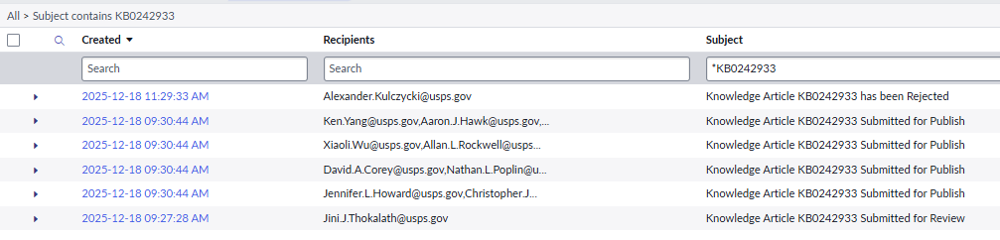 All > Subject contains KB0242933
Created Recipients Subject
Search Search *KB0242933
2025-12-18 11:29:33 AM Alexander.Kulczycki@usps.gov Knowledge Article KB0242933 has been Rejected
2025-12-18 09:30:44 AM Ken.Yang@usps.gov,Aaron.J.Hawk@usps.gov,... Knowledge Article KB0242933 Submitted for Publish
2025-12-18 09:30:44 AM Xiaoli.Wu@usps.gov,Allan.L.Rockwell@usps... Knowledge Article KB0242933 Submitted for Publish
2025-12-18 09:30:44 AM David.A.Corey@usps.gov,Nathan.L.Poplin@u... Knowledge Article KB0242933 Submitted for Publish
2025-12-18 09:30:44 AM Jennifer.L.Howard@usps.gov,Christopher.J... Knowledge Article KB0242933 Submitted for Publish
2025-12-18 09:27:28 AM Jini.J.Thokalath@usps.gov Knowledge Article KB0242933 Submitted for Review